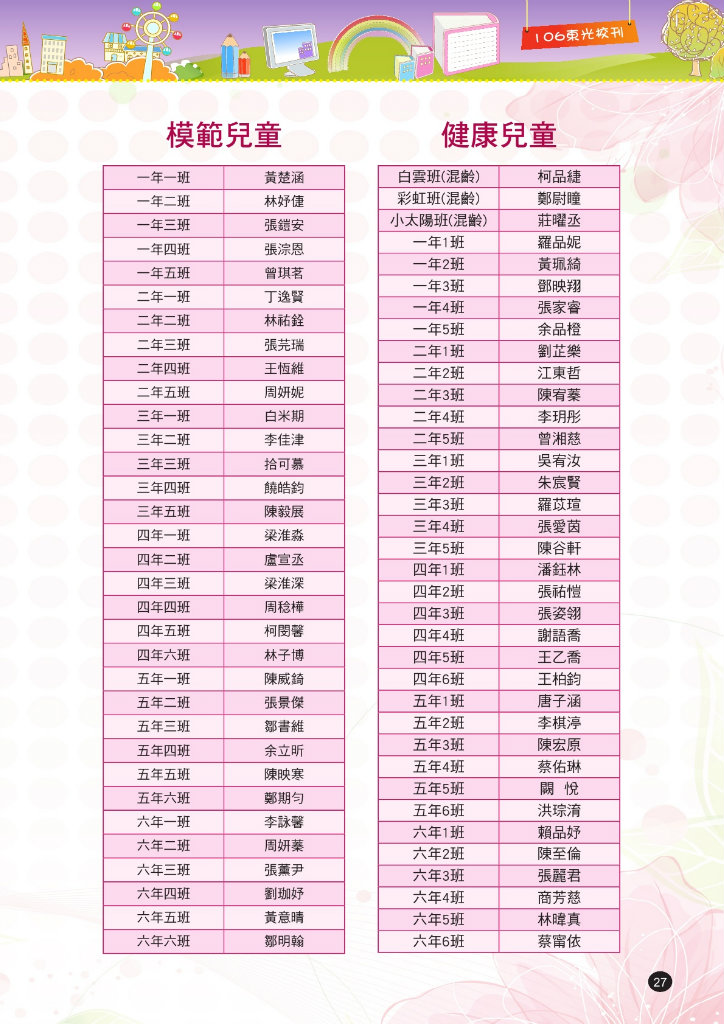 106東光校刊
模範兒童
一年一班 黃楚涵
一年二班 林妤倢
一年三班 張鎧安
一年四班 張淙恩
一年五班 曾琪茗
二年一班 丁逸賢
二年二班 林祐銓
二年三班 張芫瑞
二年四班 王恆維
二年五班 周妍妮
三年一班 白米期
三年二班 李佳津
三年三班 拾可慕
三年四班 饒皓鈞
三年五班 陳毅展
四年一班 梁淮淼
四年二班 盧宣丞
四年三班 梁淮深
四年四班 周稔樺
四年五班 柯閔馨
四年六班 林子博
五年一班 陳威錡
五年二班 張景傑
五年三班 鄒書維
五年四班 余立昕
五年五班 陳映寒
五年六班 鄭期勻
六年一班 李詠馨
六年二班 周妍蓁
六年三班 張薰尹
六年四班 劉珈妤
六年五班 黃意晴
六年六班 鄒明翰
健康兒童
白雲班(混齡) 柯品緁
彩虹班(混齡) 鄭尉瞳
小太陽班(混齡) 莊曜丞
一年1班 羅品妮
一年2班 黃珮綺
一年3班 鄧映翔
一年4班 張家睿
一年5班 余品橙
二年1班 劉芷樂
二年2班 江東哲
二年3班 陳宥蓁
二年4班 李玥彤
二年5班 曾湘慈
三年1班 吳宥汝
三年2班 朱宸賢
三年3班 羅苡瑄
三年4班 張愛茵
三年5班 陳谷軒
四年1班 潘鈺林
四年2班 張祐愷
四年3班 張姿翎
四年4班 謝語喬
四年5班 王乙喬
四年6班 王柏鈞
五年1班 唐子涵
五年2班 李棋渟
五年3班 陳宏原
五年4班 蔡佑琳
五年5班 闕 悅
五年6班 洪琮淯
六年1班 賴品妤
六年2班 陳至倫
六年3班 張麗君
六年4班 商芳慈
六年5班 林暐真
六年6班 蔡甯依
27